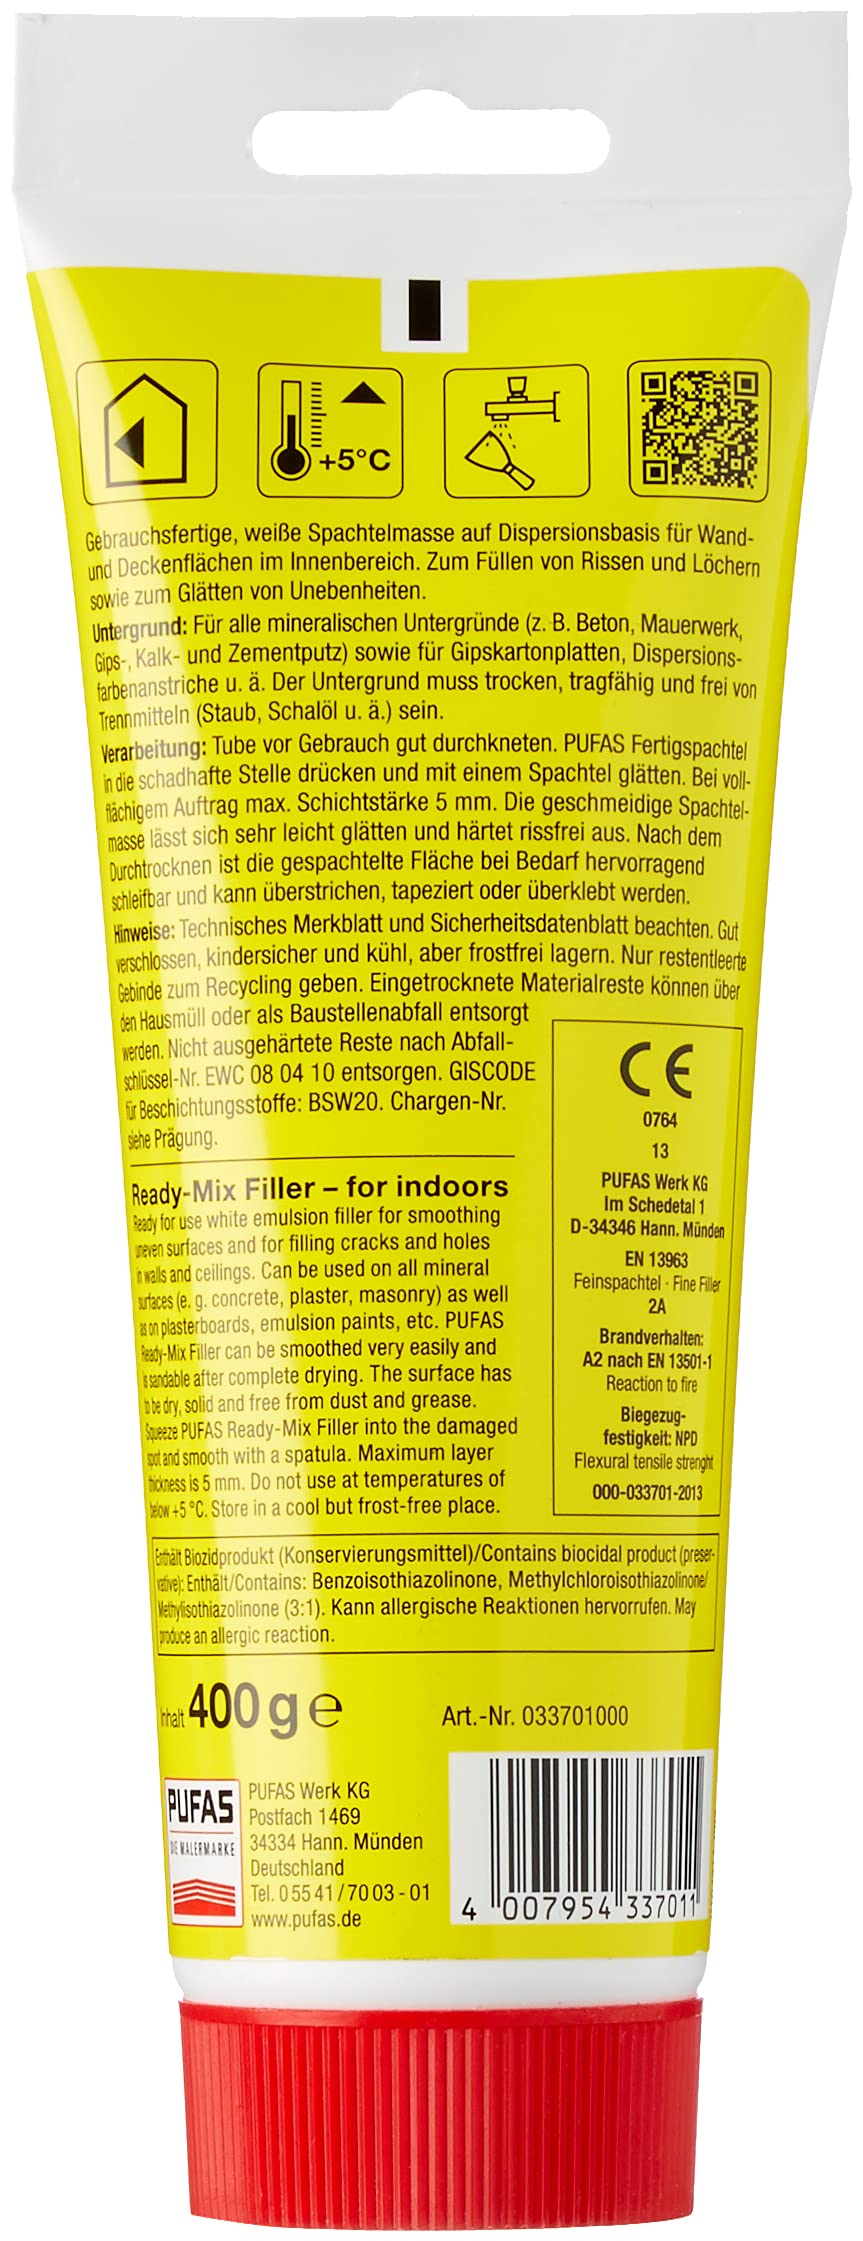 +5°C
Gebrauchsfertige, weiße Spachtelmasse auf Dispersionsbasis für Wand-
und Deckenflächen im Innenbereich. Zum Füllen von Rissen und Löchern
sowie zum Glätten von Unebenheiten.
Untergrund: Für alle mineralischen Untergründe (z. B. Beton, Mauerwerk,
Gips-, Kalk- und Zementputz) sowie für Gipskartonplatten, Dispersions-
farbenanstriche u. ä. Der Untergrund muss trocken, tragfähig und frei von
Trennmitteln (Staub, Schalöl u. ä.) sein.
Verarbeitung: Tube vor Gebrauch gut durchkneten. PUFAS Fertigspachtel
in die schadhafte Stelle drücken und mit einem Spachtel glätten. Bei voll-
flächigem Auftrag max. Schichtstärke 5 mm. Die geschmeidige Spachtel-
masse lässt sich sehr leicht glätten und härtet rissfrei aus. Nach dem
Durchtrocknen ist die gespachtelte Fläche bei Bedarf hervorragend
schleifbar und kann überstrichen, tapeziert oder überklebt werden.
Hinweise: Technisches Merkblatt und Sicherheitsdatenblatt beachten. Gut
verschlossen, kindersicher und kühl, aber frostfrei lagern. Nur restentleerte
Gebinde zum Recycling geben. Eingetrocknete Materialreste können über
den Hausmüll oder als Baustellenabfall entsorgt
werden. Nicht ausgehärtete Reste nach Abfall-
schlüssel-Nr. EWC 08 04 10 entsorgen. GISCODE
für Beschichtungsstoffe: BSW20. Chargen-Nr.
siehe Prägung.
Ready-Mix Filler – for indoors
Ready for use white emulsion filler for smoothing
uneven surfaces and for filling cracks and holes
in walls and ceilings. Can be used on all mineral
surfaces (e. g. concrete, plaster, masonry) as well
as on plasterboards, emulsion paints, etc. PUFAS
Ready-Mix Filler can be smoothed very easily and
is sandable after complete drying. The surface has
to be dry, solid and free from dust and grease.
Squeeze PUFAS Ready-Mix Filler into the damaged
spot and smooth with a spatula. Maximum layer
thickness is 5 mm. Do not use at temperatures of
below +5 °C. Store in a cool but frost-free place.
CE
0764
13
PUFAS Werk KG
Im Schedetal 1
D-34346 Hann. Münden
EN 13963
Feinspachtel · Fine Filler
2A
Brandverhalten:
A2 nach EN 13501-1
Reaction to fire
Biegezug-
festigkeit: NPD
Flexural tensile strenght
000-033701-2013
Enthält Biozidprodukt (Konservierungsmittel)/Contains biocidal product (preser-
vative): Enthält/Contains: Benzoisothiazolinone, Methylchloroisothiazolinone/
Methylisothiazolinone (3:1). Kann allergische Reaktionen hervorrufen. May
produce an allergic reaction.
Inhalt 400 g e
Art.-Nr. 033701000
PUFAS
DIE MALERMARKE
PUFAS Werk KG
Postfach 1469
34334 Hann. Münden
Deutschland
Tel. 0 55 41 / 70 03 - 01
www.pufas.de
4 007954 337011